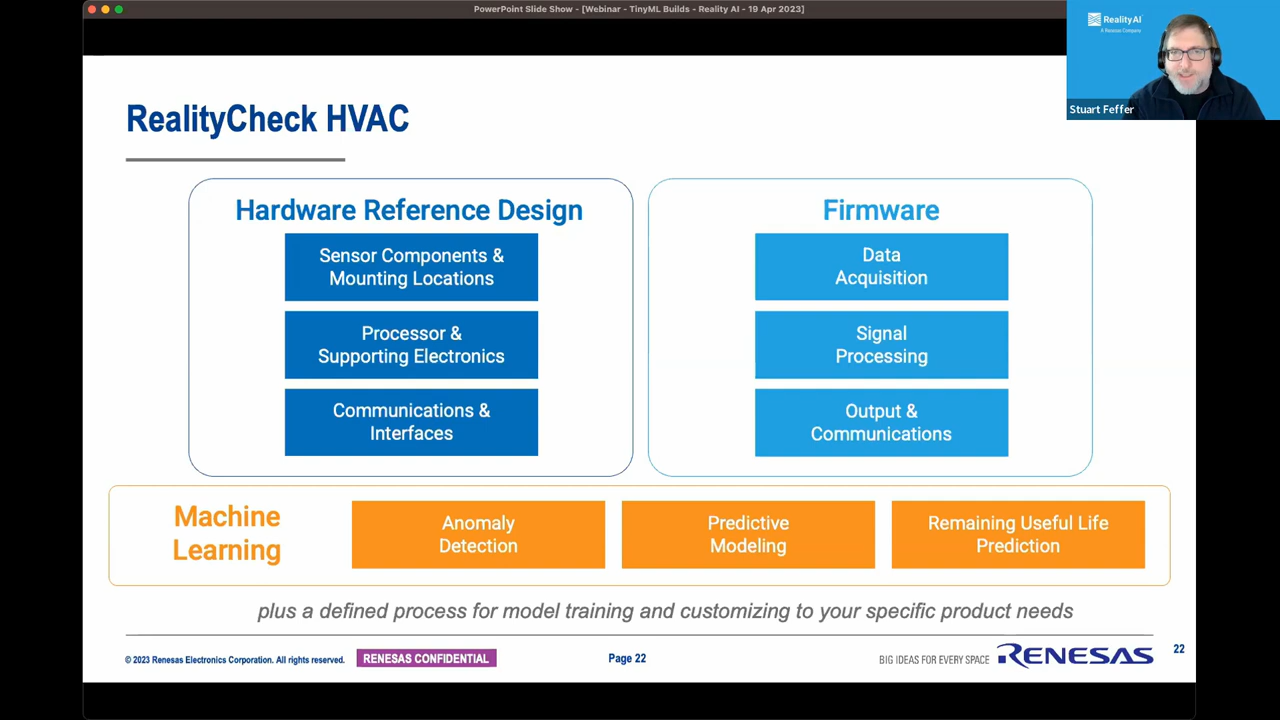 PowerPoint Slide Show - [Webinar - TinyML Builds - Reality AI - 19 Apr 2023]
RealityAI
A Renesas Company
Stuart Feffer
RealityCheck HVAC
Hardware Reference Design
Sensor Components &
Mounting Locations
Processor &
Supporting Electronics
Communications &
Interfaces
Firmware
Data
Acquisition
Signal
Processing
Output &
Communications
Machine
Learning
Anomaly
Detection
Predictive
Modeling
Remaining Useful Life
Prediction
plus a defined process for model training and customizing to your specific product needs
© 2023 Renesas Electronics Corporation. All rights reserved.
RENESAS CONFIDENTIAL
Page 22
BIG IDEAS FOR EVERY SPACE
RENESAS
22